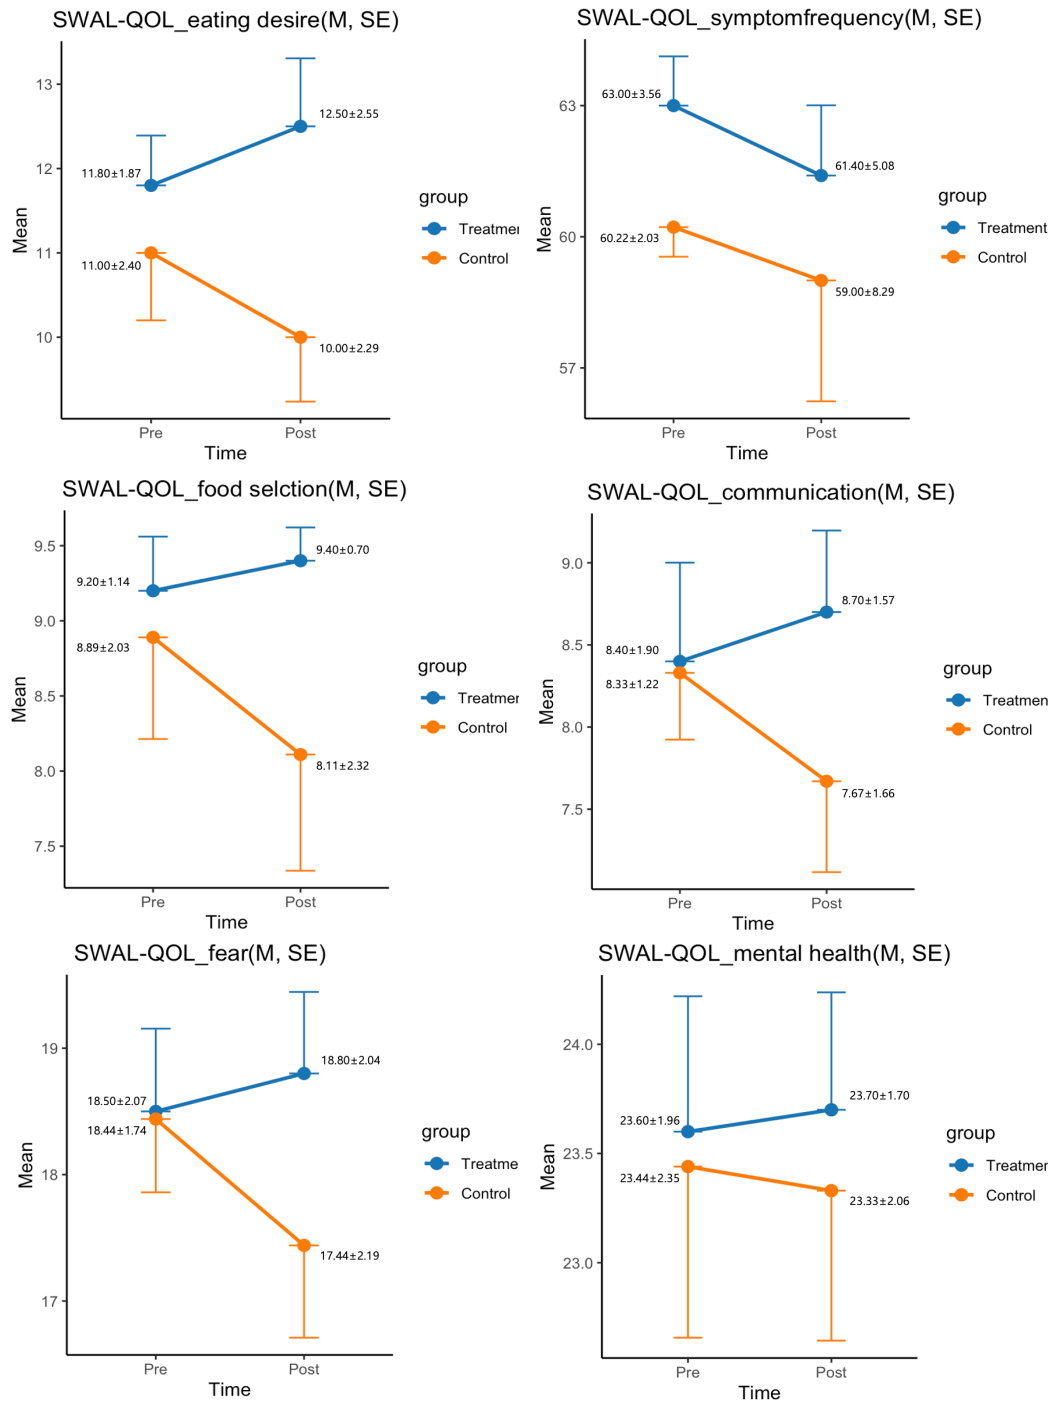 SWAL-QOL_eating desire(M, SE)
13
12
11
10
Mean
11.80±1.87
12.50±2.55
11.00±2.40
10.00±2.29
Pre
Post
Time
group
Treatmer
Control
SWAL-QOL_symptomfrequency(M, SE)
63
60
57
Mean
63.00±3.56
61.40±5.08
60.22±2.03
59.00±8.29
Pre
Post
Time
group
Treatment
Control
SWAL-QOL_food selction(M, SE)
9.5
9.0
8.5
8.0
7.5
Mean
9.20±1.14
9.40±0.70
8.89±2.03
8.11±2.32
Pre
Post
Time
group
Treatmer
Control
SWAL-QOL_communication(M, SE)
9.0
8.5
8.0
7.5
Mean
8.40±1.90
8.70±1.57
8.33±1.22
7.67±1.66
Pre
Post
Time
group
Treatmen
Control
SWAL-QOL_fear(M, SE)
19
18
17
Mean
18.50±2.07
18.80±2.04
18.44±1.74
17.44±2.19
Pre
Post
Time
group
Treatme
Control
SWAL-QOL_mental health(M, SE)
24.0
23.5
23.0
Mean
23.60±1.96
23.70±1.70
23.44±2.35
23.33±2.06
Pre
Post
Time
group
Treatmer
Control